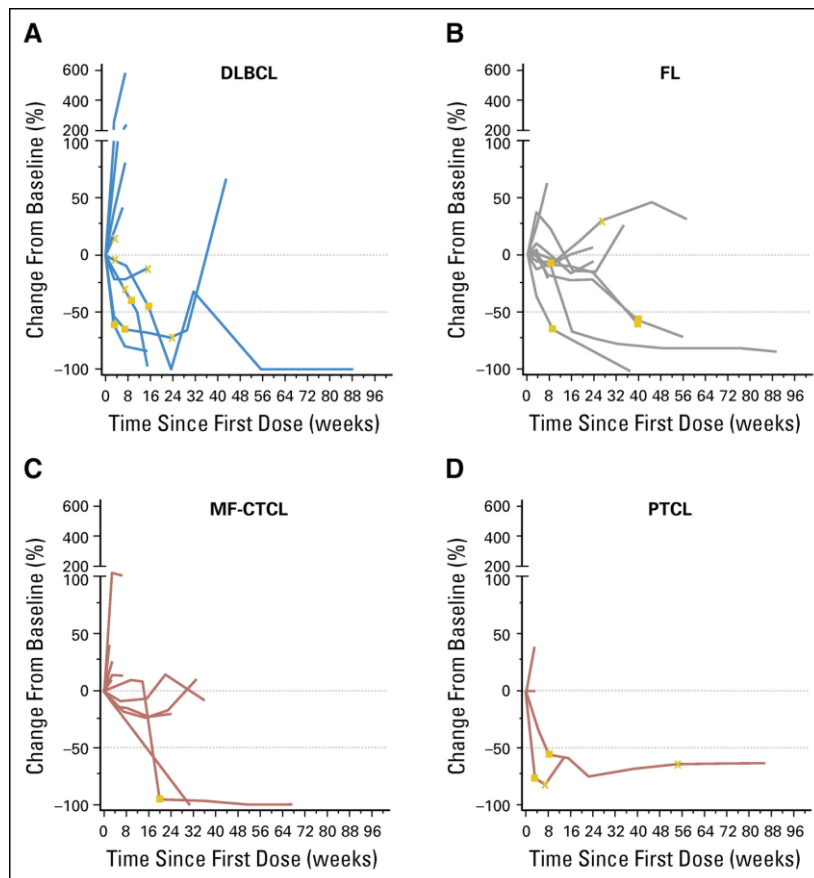 A
DLBCL
Change From Baseline (%)
600
400
200
100
50
0
−50
−100
0 8 16 24 32 40 48 56 64 72 80 88 96
Time Since First Dose (weeks)
B
FL
Change From Baseline (%)
600
400
200
100
50
0
−50
−100
0 8 16 24 32 40 48 56 64 72 80 88 96
Time Since First Dose (weeks)
C
MF-CTCL
Change From Baseline (%)
600
400
200
100
50
0
−50
−100
0 8 16 24 32 40 48 56 64 72 80 88 96
Time Since First Dose (weeks)
D
PTCL
Change From Baseline (%)
600
400
200
100
50
0
−50
−100
0 8 16 24 32 40 48 56 64 72 80 88 96
Time Since First Dose (weeks)